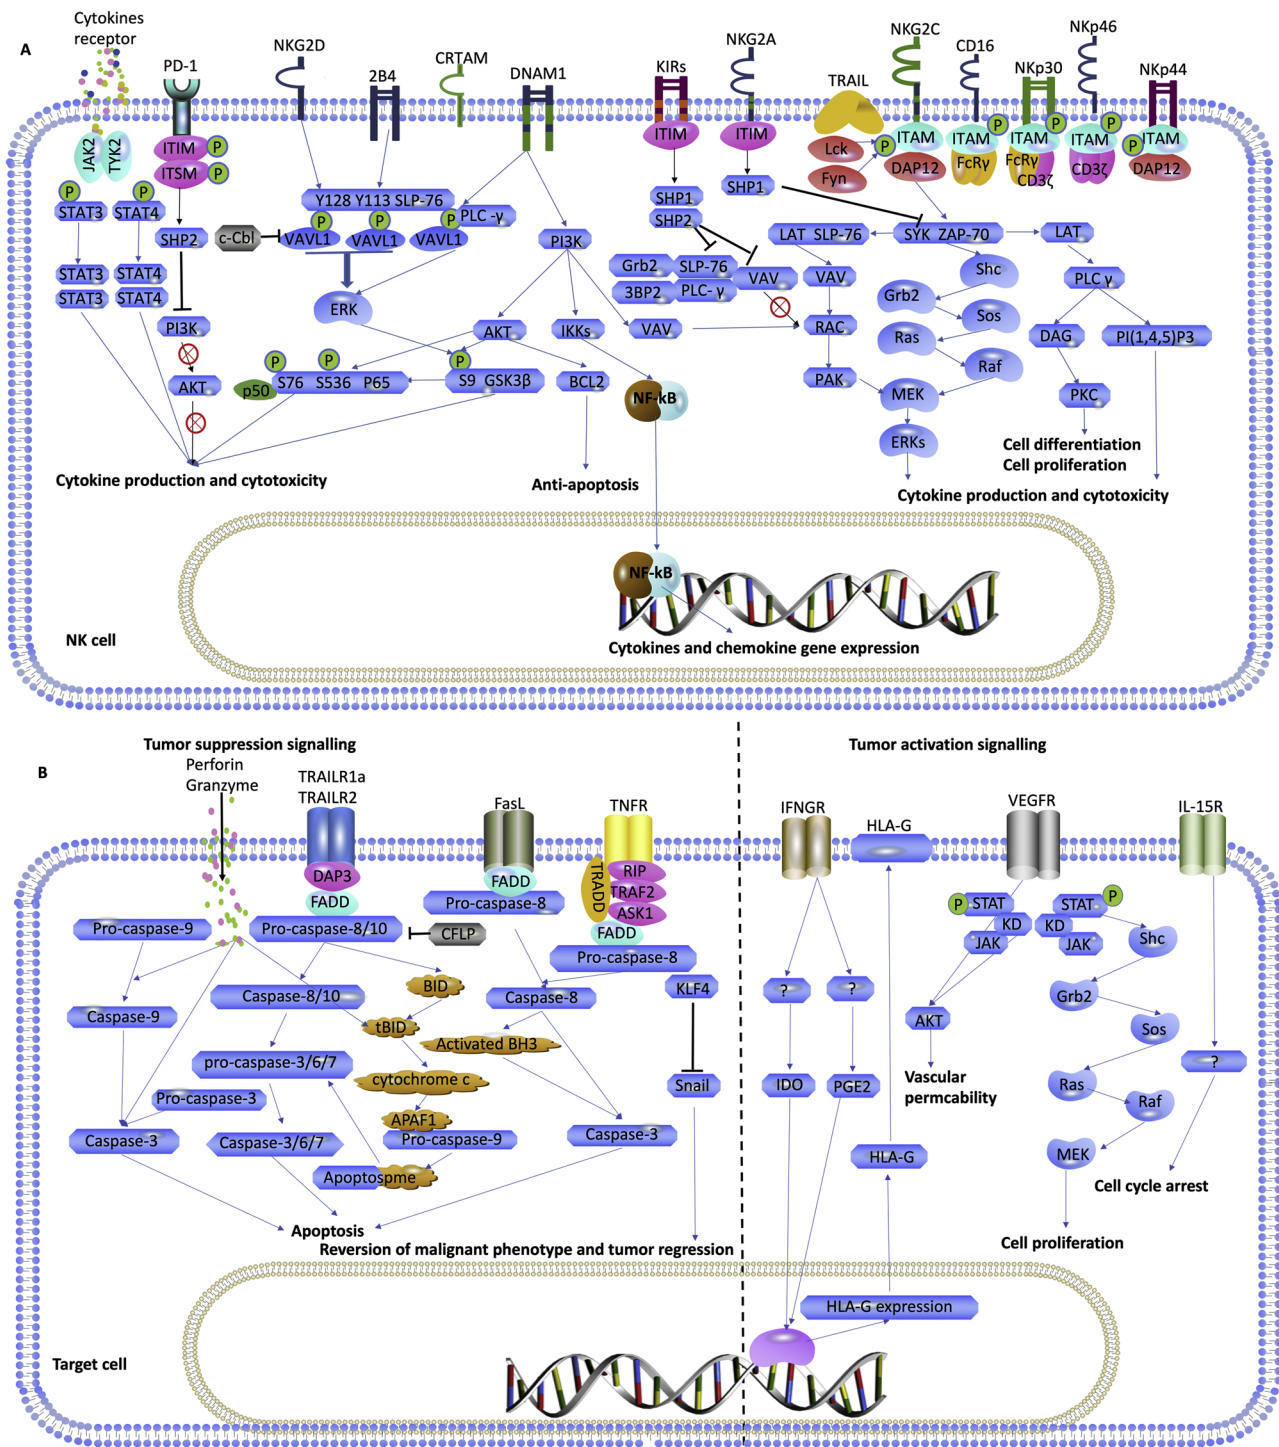 A
Cytokines
receptor
PD-1
NKG2D
2B4
CRTAM
DNAM1
KIRs
NKG2A
TRAIL
NKG2C
CD16
NKp30
NKp46
NKp44
JAK2
TYK2
ITIM
P
ITSM
P
ITIM
ITIM
Lck
Fyn
P
ITAM
DAP12
ITAM
P
FcRγ
ITAM
P
FcRγ
CD3ζ
ITAM
P
CD3ζ
P
ITAM
DAP12
P
STAT3
P
STAT4
SHP2
c-Cbl
Y128 Y113 SLP-76
P
P
P
PLC -γ
VAVL1
VAVL1
VAVL1
PI3K
SHP1
SHP2
SHP1
LAT SLP-76
SYK ZAP-70
LAT
STAT3
STAT3
STAT4
STAT4
Grb2
SLP-76
VAV
3BP2
PLC- γ
VAV
Shc
PLC γ
Grb2
Sos
ERK
PI3K
AKT
IKKs
VAV
RAC
Ras
DAG
PI(1,4,5)P3
AKT
P
P
P
p50
S76 S536 P65
S9 GSK3β
BCL2
NF-kB
PAK
Raf
MEK
PKC
ERKs
Cell differentiation
Cell proliferation
Cytokine production and cytotoxicity
Anti-apoptosis
Cytokine production and cytotoxicity
NF-kB
NK cell
Cytokines and chemokine gene expression
Tumor suppression signalling
Tumor activation signalling
B
Perforin
Granzyme
TRAILR1a
TRAILR2
FasL
TNFR
IFNGR
HLA-G
VEGFR
IL-15R
DAP3
FADD
FADD
TRADD
RIP
TRAF2
ASK1
FADD
Pro-caspase-9
Pro-caspase-8/10
CFLP
Pro-caspase-8
Pro-caspase-8
P
STAT
KD
JAK
STAT
P
KD
JAK
Shc
Caspase-9
Caspase-8/10
BID
tBID
Caspase-8
KLF4
?
?
Grb2
AKT
Sos
Activated BH3
pro-caspase-3/6/7
cytochrome c
Snail
IDO
PGE2
Vascular
permcability
Ras
Raf
?
Pro-caspase-3
APAF1
Pro-caspase-9
Caspase-3
Caspase-3/6/7
Caspase-3
HLA-G
MEK
Apoptospme
Cell cycle arrest
Apoptosis
Reversion of malignant phenotype and tumor regression
Cell proliferation
HLA-G expression
Target cell